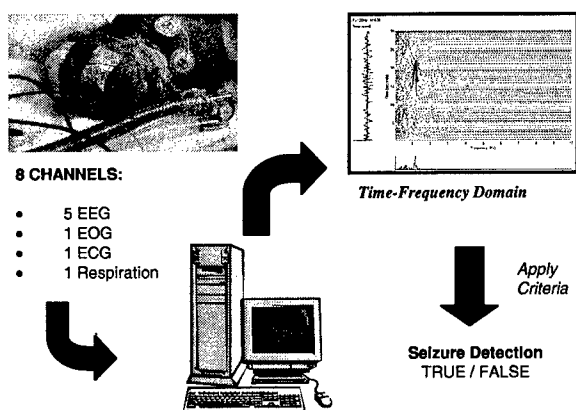 8 CHANNELS:
• 5 EEG
• 1 EOG
• 1 ECG
• 1 Respiration
Time-Frequency Domain
Apply
Criteria
Seizure Detection
TRUE / FALSE